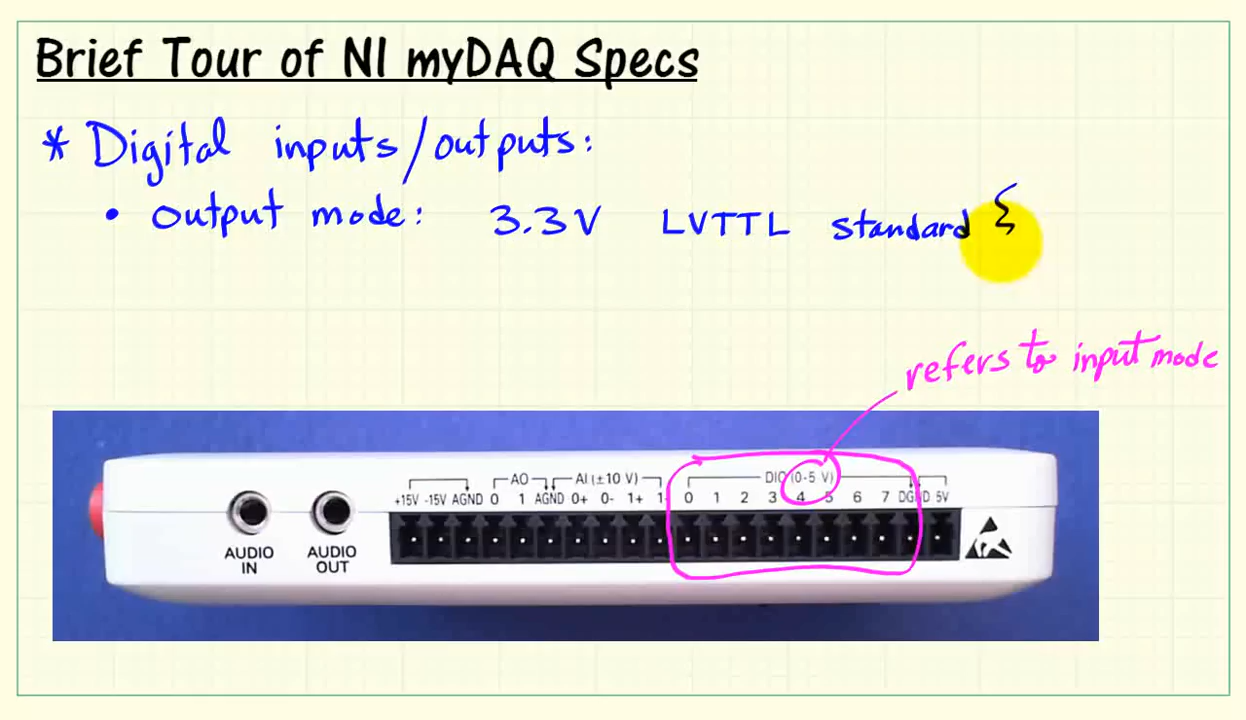 Brief Tour of NI myDAQ Specs
* Digital inputs/outputs:
• Output mode: 3.3V LVTTL standard {
refers to input mode
AO AI (±10 V) DIO (0-5 V)
+15V -15V AGND 0 1 AGND 0+ 0- 1+ 1- 0 1 2 3 4 5 6 7 DGND 5V
AUDIO IN
AUDIO OUT